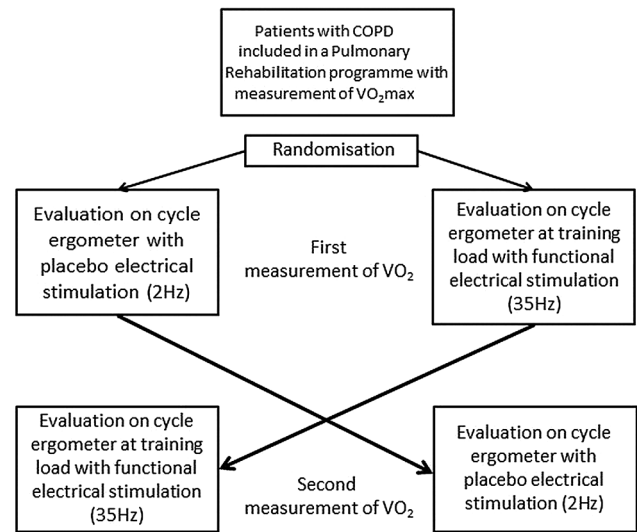 Patients with COPD
included in a Pulmonary
Rehabilitation programme with
measurement of VO₂max
Randomisation
Evaluation on cycle
ergometer with
placebo electrical
stimulation (2Hz)
First
measurement of VO₂
Evaluation on cycle
ergometer at training
load with functional
electrical stimulation
(35Hz)
Evaluation on cycle
ergometer at training
load with functional
electrical stimulation
(35Hz)
Second
measurement of VO₂
Evaluation on cycle
ergometer with
placebo electrical
stimulation (2Hz)